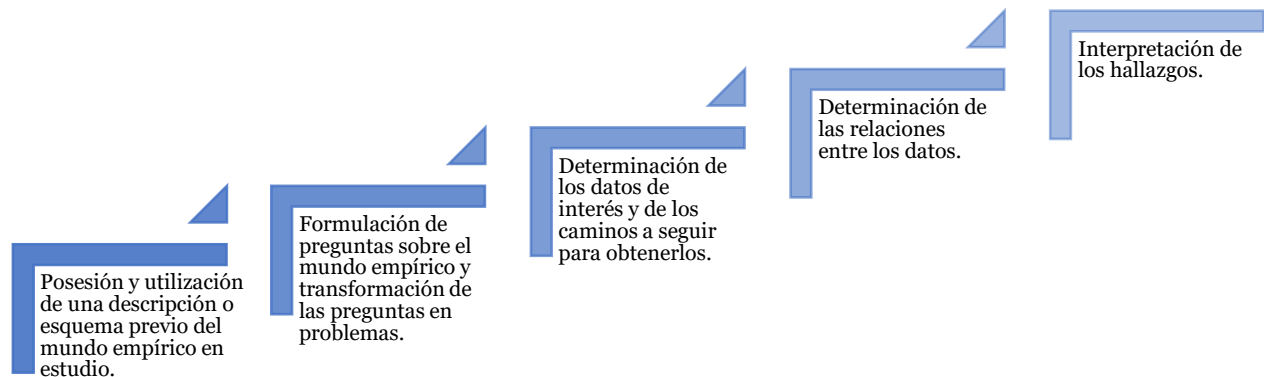 Posesión y utilización
de una descripción o
esquema previo del
mundo empírico en
estudio.
Formulación de
preguntas sobre el
mundo empírico y
transformación de
las preguntas en
problemas.
Determinación de
los datos de
interés y de los
caminos a seguir
para obtenerlos.
Determinación de
las relaciones
entre los datos.
Interpretación de
los hallazgos.